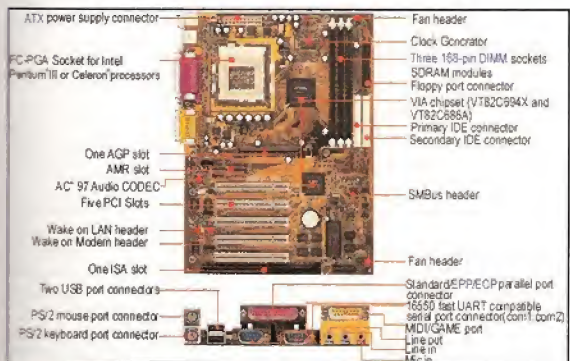 ATX power supply connector
FC-PGA Socket for Intel
Pentum®III or Celeron®processors
One AGP slot
AMR slot
AC' 97 Audio CODEC
Five PCI Slots
Wake on LAN header
Wake on Modem header
One ISA slot
Two USB port connectors
PS/2 mouse port connector
PS/2 keyboard port connector
Fan header
Clock Generator
Three 168-pin DIMM sockets
SDRAM modules
Floppy port connector
VIA chipset (VT82C694X and
VT82C686A)
Primary IDE connector
Secondary IDE connector
SMBus header
Fan header
Standard/EPP/ECP parallel port
connector
16550 fast UART compatible
serial port connector(com1.com2)
MIDI/GAME port
Line out
Line in
Mic in